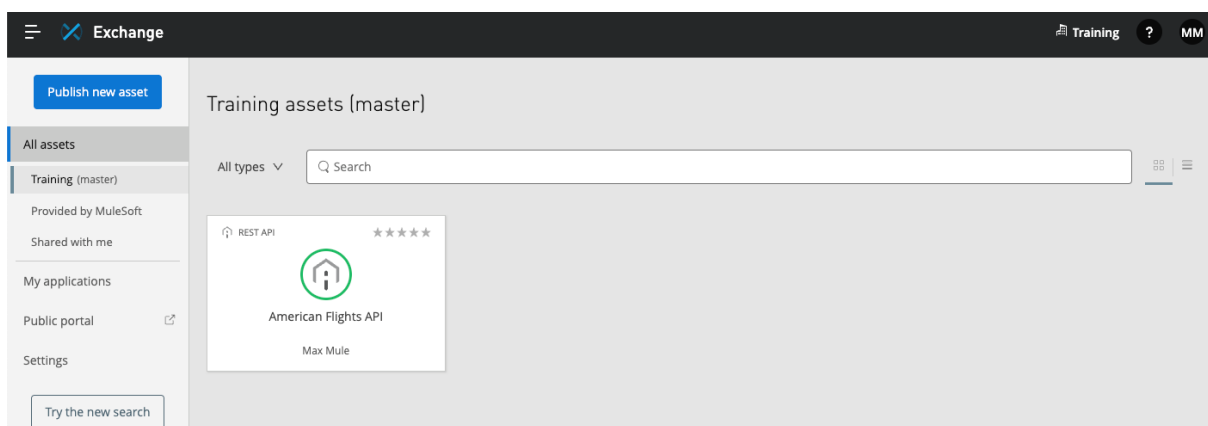 Exchange
Training
?
MM
Publish new asset
All assets
Training (master)
Provided by MuleSoft
Shared with me
My applications
Public portal
Settings
Try the new search
Training assets (master)
All types
Search
REST API
American Flights API
Max Mule